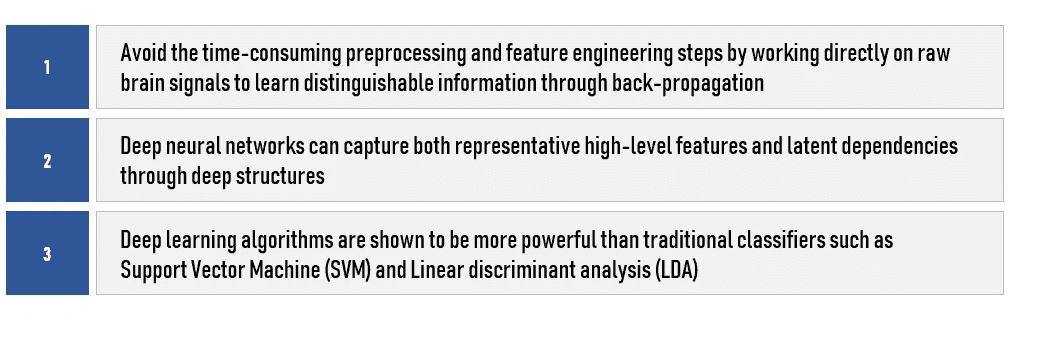 1
Avoid the time-consuming preprocessing and feature engineering steps by working directly on raw
brain signals to learn distinguishable information through back-propagation
2
Deep neural networks can capture both representative high-level features and latent dependencies
through deep structures
3
Deep learning algorithms are shown to be more powerful than traditional classifiers such as
Support Vector Machine (SVM) and Linear discriminant analysis (LDA)